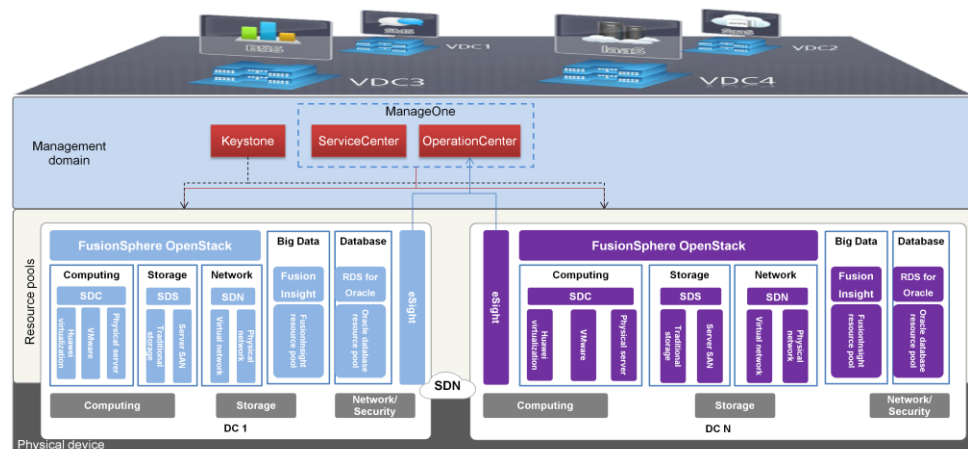 BSS
SMS
VDC1
IaaS
SaaS
VDC2
VDC3
VDC4
Management
domain
ManageOne
Keystone
ServiceCenter
OperationCenter
Resource pools
FusionSphere OpenStack
Computing
SDC
Huawei
virtualization
VMware
Physical server
Storage
SDS
Traditional
storage
Server SAN
Network
SDN
Virtual network
Physical
network
Big Data
Fusion
Insight
FusionInsight
resource pool
Database
RDS for
Oracle
Oracle database
resource pool
eSight
Computing
Storage
Network/
Security
DC 1
SDN
eSight
FusionSphere OpenStack
Computing
SDC
Huawei
virtualization
VMware
Physical server
Storage
SDS
Traditional
storage
Server SAN
Network
SDN
Virtual network
Physical
network
Big Data
Fusion
Insight
FusionInsight
resource pool
Database
RDS for
Oracle
Oracle database
resource pool
Computing
Storage
Network/
Security
DC N
Physical device